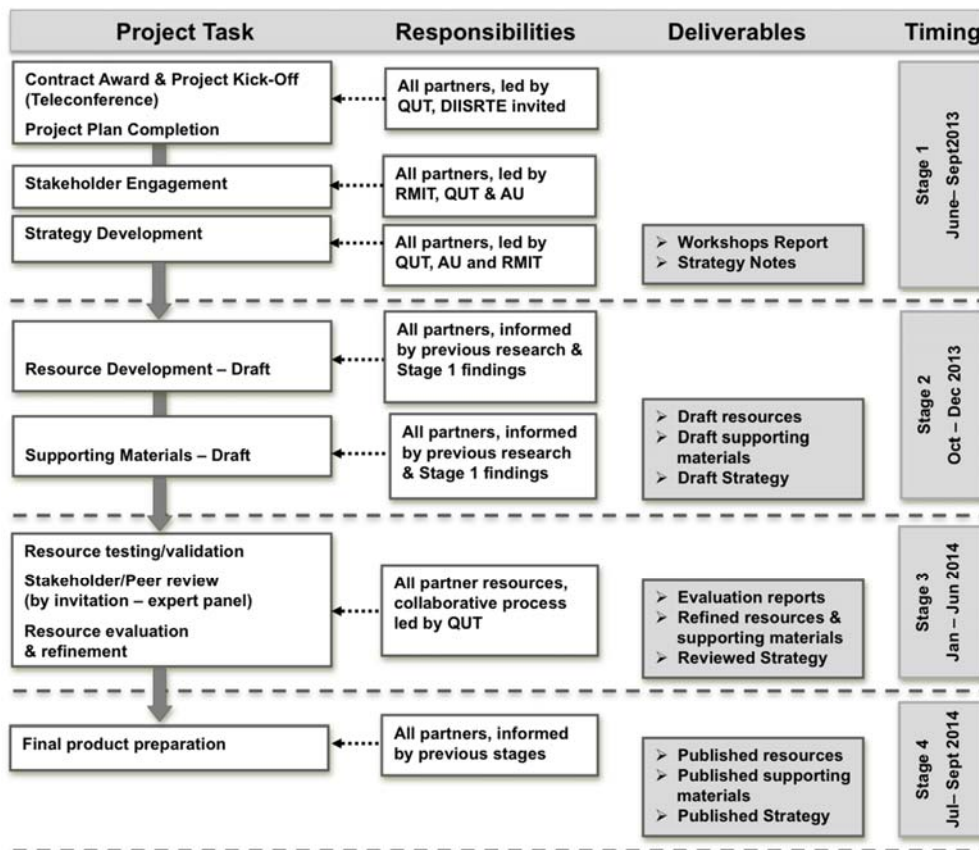 Project Task
Responsibilities
Deliverables
Timing
Contract Award & Project Kick-Off
(Teleconference)
Project Plan Completion
All partners, led by
QUT, DIISRTE invited
Stakeholder Engagement
All partners, led by
RMIT, QUT & AU
Strategy Development
All partners, led by
QUT, AU and RMIT
➢ Workshops Report
➢ Strategy Notes
Stage 1
June– Sept2013
Resource Development – Draft
All partners, informed
by previous research &
Stage 1 findings
Supporting Materials – Draft
All partners, informed
by previous research
& Stage 1 findings
➢ Draft resources
➢ Draft supporting
materials
➢ Draft Strategy
Stage 2
Oct – Dec 2013
Resource testing/validation
Stakeholder/Peer review
(by invitation – expert panel)
Resource evaluation
& refinement
All partner resources,
collaborative process
led by QUT
➢ Evaluation reports
➢ Refined resources &
supporting materials
➢ Reviewed Strategy
Stage 3
Jan – Jun 2014
Final product preparation
All partners, informed
by previous stages
➢ Published resources
➢ Published supporting
materials
➢ Published Strategy
Stage 4
Jul– Sept 2014